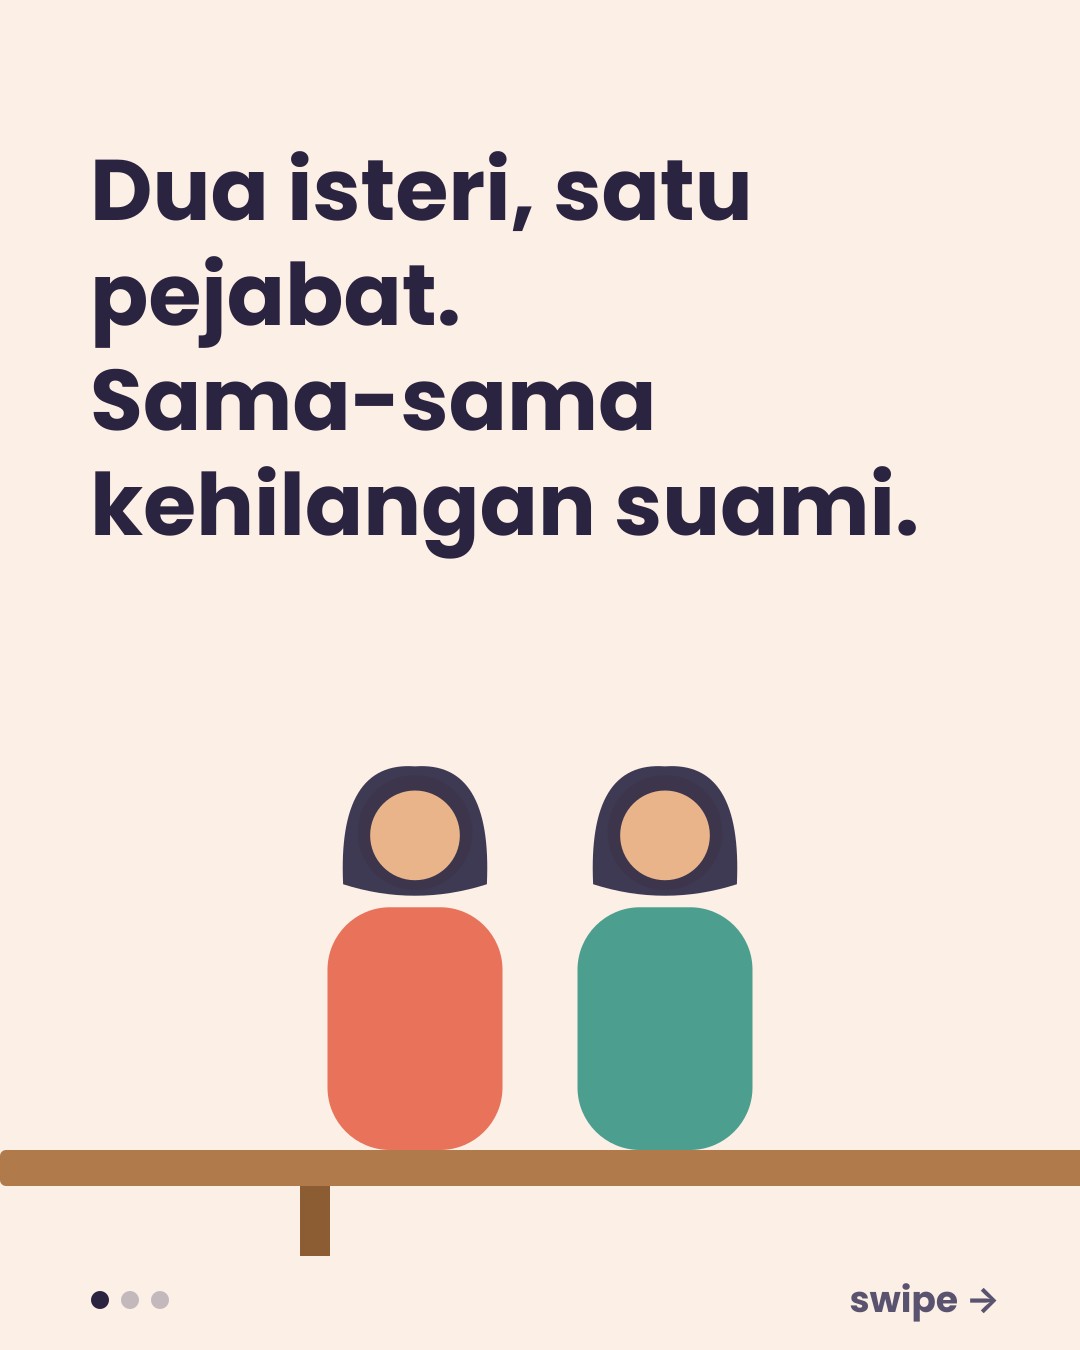 Dua isteri, satu
pejabat.
Sama-sama
kehilangan suami.
swipe →